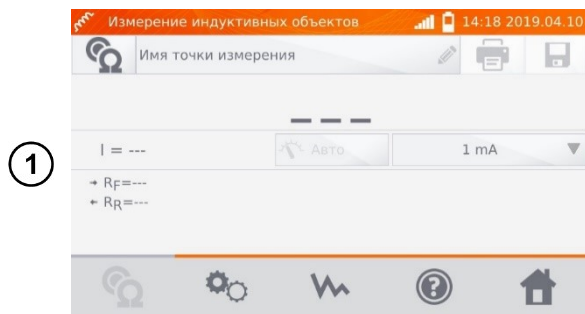 Измерение индуктивных объектов 14:18 2019.04.10
Имя точки измерения
---
1
I = --- Авто 1 mA
→ RF=---
← RR=---